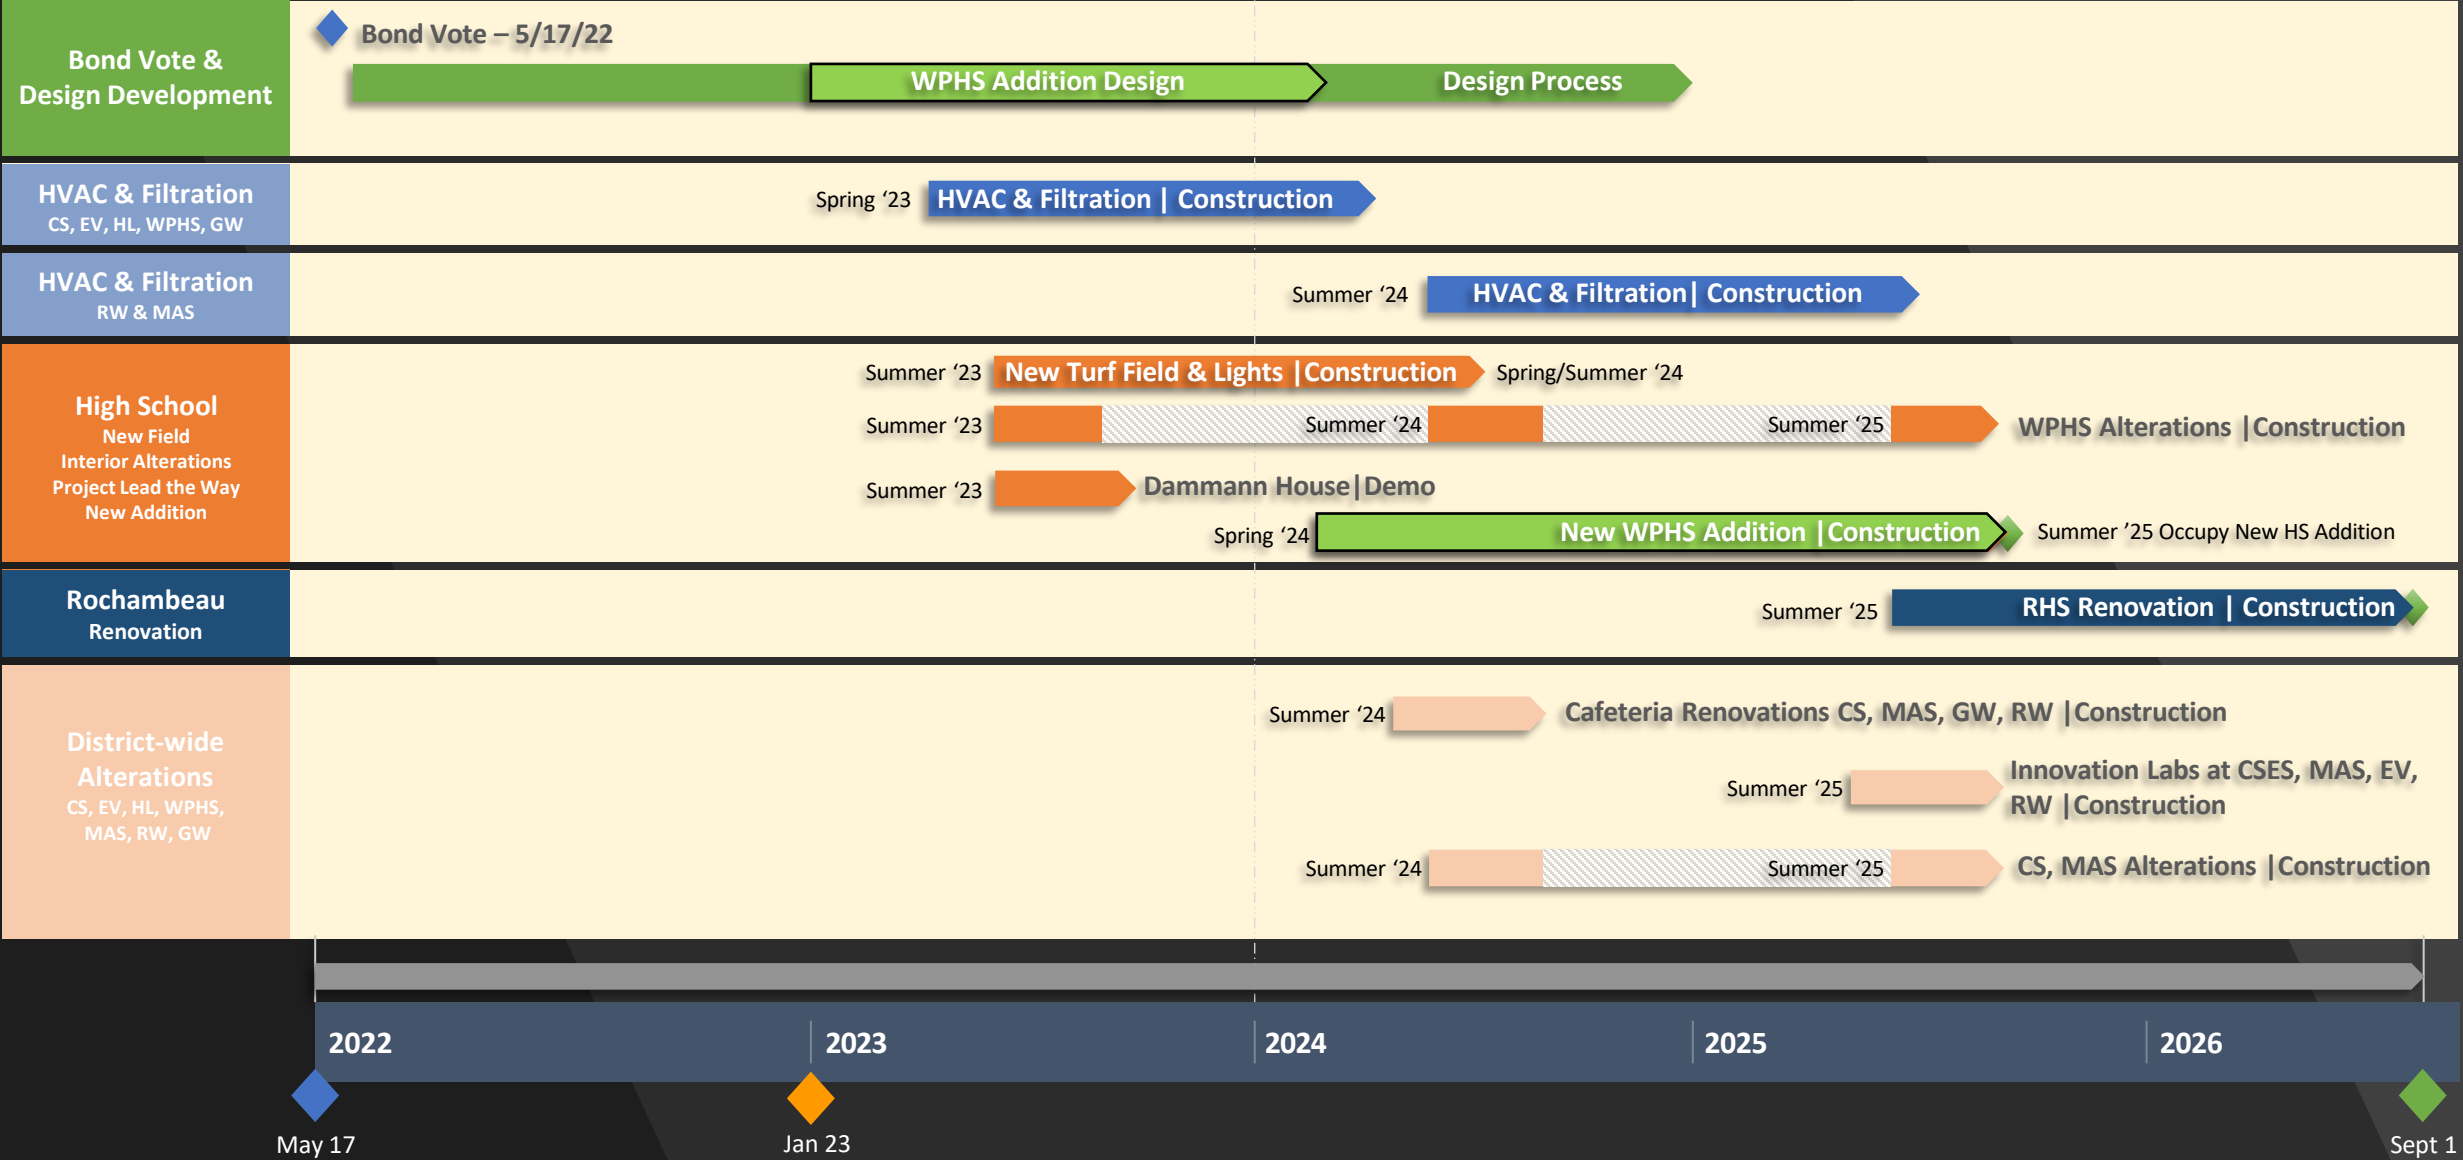 Bond Vote &
Design Development
Bond Vote – 5/17/22
WPHS Addition Design
Design Process
HVAC & Filtration
CS, EV, HL, WPHS, GW
Spring ‘23
HVAC & Filtration | Construction
HVAC & Filtration
RW & MAS
Summer ‘24
HVAC & Filtration| Construction
High School
New Field
Interior Alterations
Project Lead the Way
New Addition
Summer ‘23
New Turf Field & Lights |Construction
Spring/Summer ‘24
Summer ‘23
Summer ‘24
Summer ‘25
WPHS Alterations |Construction
Summer ‘23
Dammann House|Demo
Spring ‘24
New WPHS Addition |Construction
Summer ’25 Occupy New HS Addition
Rochambeau
Renovation
Summer ‘25
RHS Renovation | Construction
District-wide
Alterations
CS, EV, HL, WPHS,
MAS, RW, GW
Summer ‘24
Cafeteria Renovations CS, MAS, GW, RW |Construction
Summer ‘25
Innovation Labs at CSES, MAS, EV,
RW |Construction
Summer ‘24
Summer ‘25
CS, MAS Alterations |Construction
2022
2023
2024
2025
2026
May 17
Jan 23
Sept 1